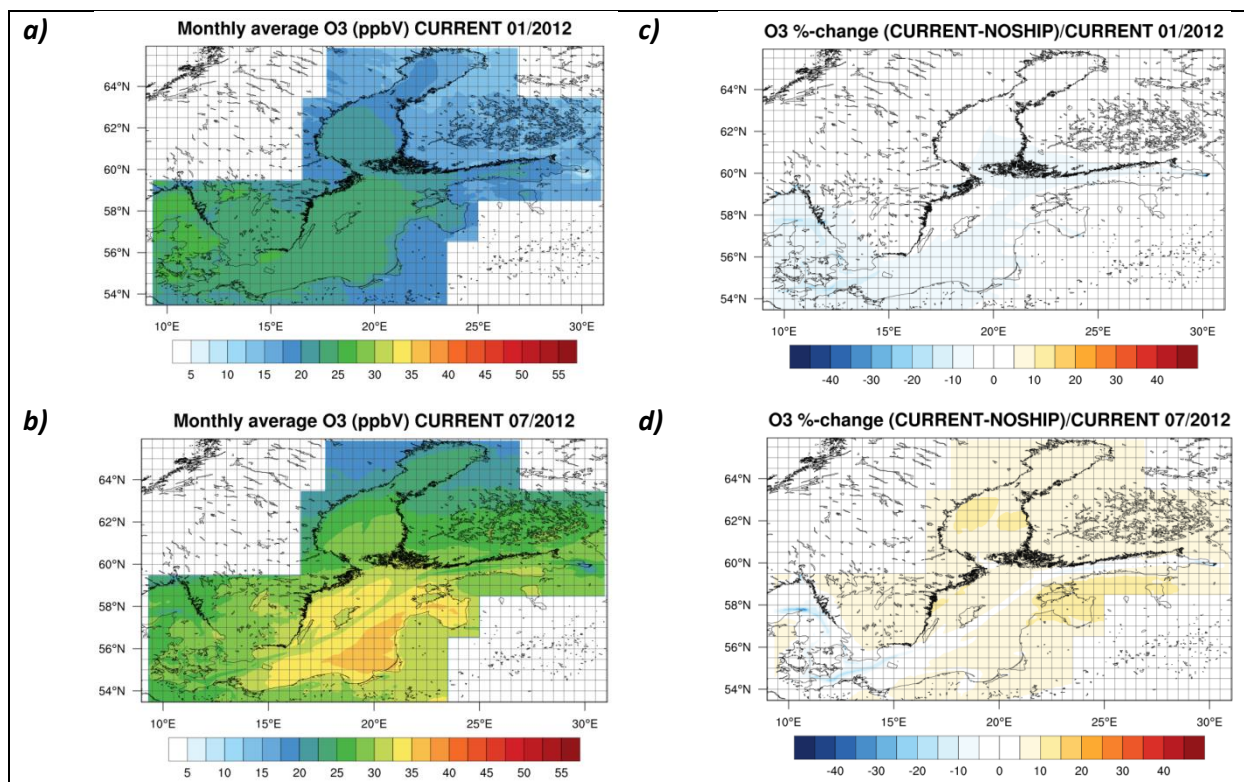 a)
Monthly average O3 (ppbV) CURRENT 01/2012
64°N
62°N
60°N
58°N
56°N
54°N
10°E 15°E 20°E 25°E 30°E
5 10 15 20 25 30 35 40 45 50 55
c)
O3 %-change (CURRENT-NOSHIP)/CURRENT 01/2012
64°N
62°N
60°N
58°N
56°N
54°N
10°E 15°E 20°E 25°E 30°E
-40 -30 -20 -10 0 10 20 30 40
b)
Monthly average O3 (ppbV) CURRENT 07/2012
64°N
62°N
60°N
58°N
56°N
54°N
10°E 15°E 20°E 25°E 30°E
5 10 15 20 25 30 35 40 45 50 55
d)
O3 %-change (CURRENT-NOSHIP)/CURRENT 07/2012
64°N
62°N
60°N
58°N
56°N
54°N
10°E 15°E 20°E 25°E 30°E
-40 -30 -20 -10 0 10 20 30 40